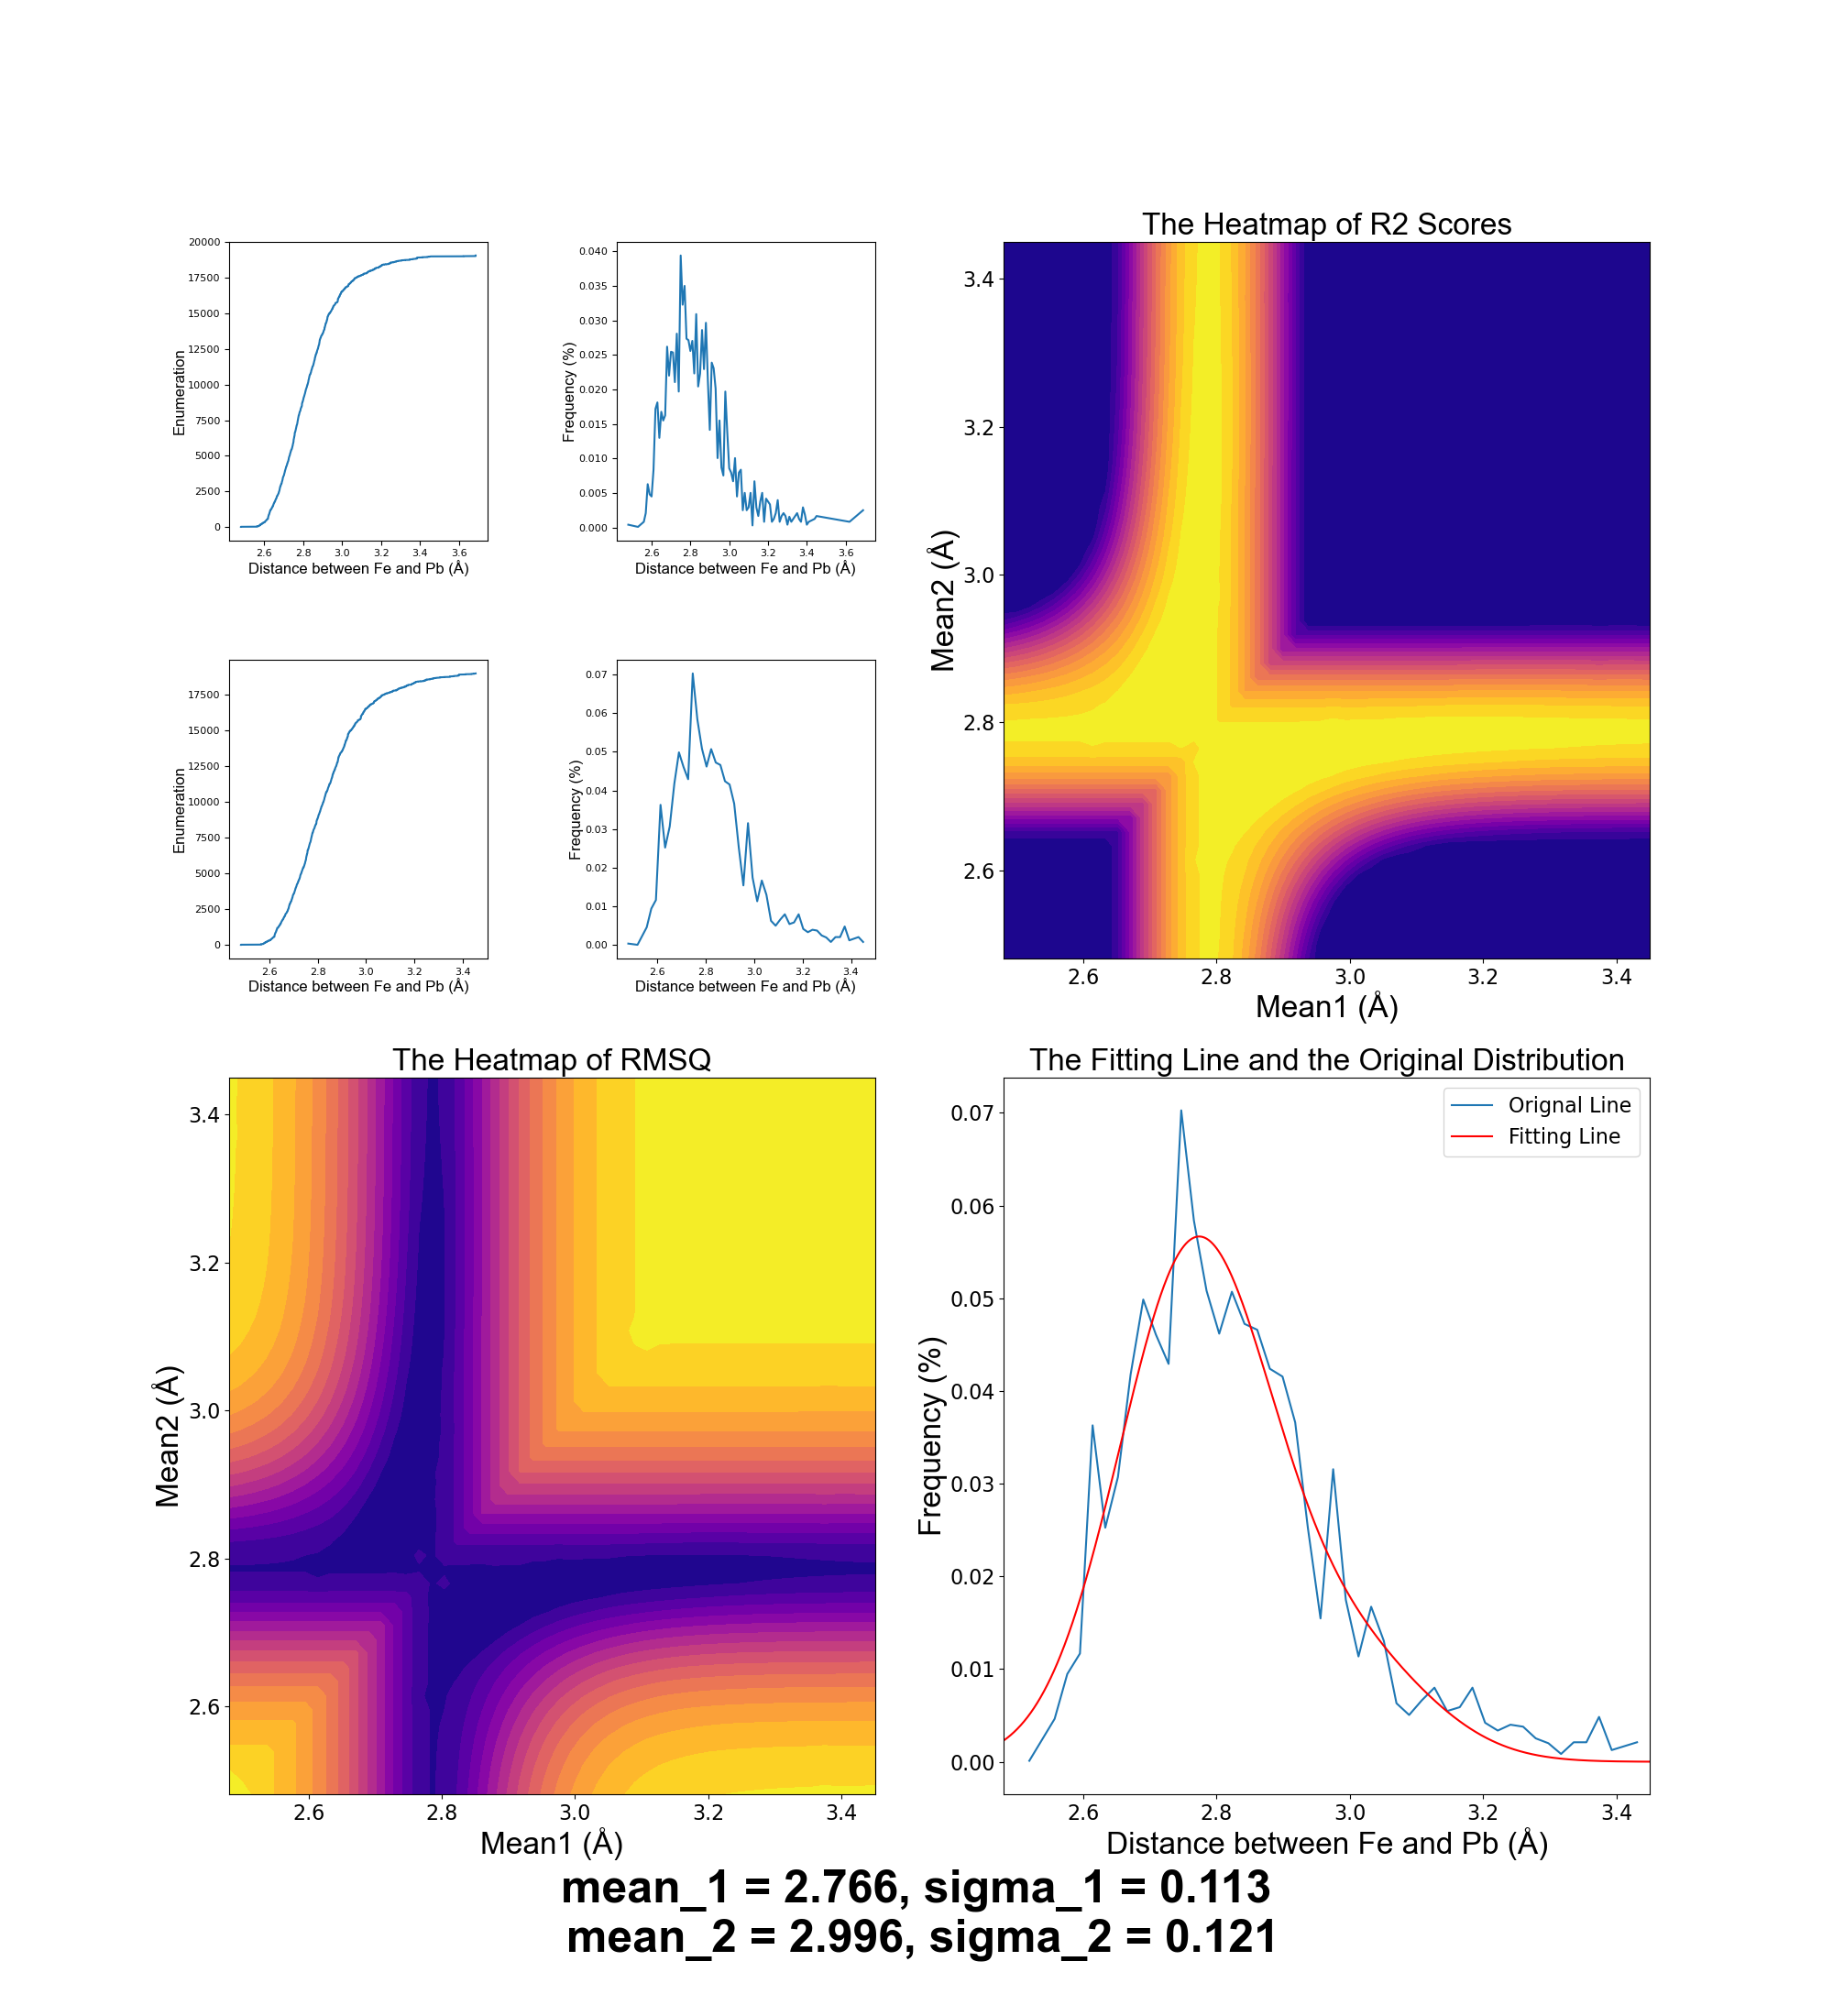 20000
17500
15000
12500
10000
7500
5000
2500
0
Enumeration
2.6 2.8 3.0 3.2 3.4 3.6
Distance between Fe and Pb (Å)
0.040
0.035
0.030
0.025
0.020
0.015
0.010
0.005
0.000
Frequency (%)
2.6 2.8 3.0 3.2 3.4 3.6
Distance between Fe and Pb (Å)
17500
15000
12500
10000
7500
5000
2500
0
Enumeration
2.6 2.8 3.0 3.2 3.4
Distance between Fe and Pb (Å)
0.07
0.06
0.05
0.04
0.03
0.02
0.01
0.00
Frequency (%)
2.6 2.8 3.0 3.2 3.4
Distance between Fe and Pb (Å)
The Heatmap of R2 Scores
3.4
3.2
3.0
2.8
2.6
Mean2 (Å)
2.6 2.8 3.0 3.2 3.4
Mean1 (Å)
The Heatmap of RMSQ
3.4
3.2
3.0
2.8
2.6
Mean2 (Å)
2.6 2.8 3.0 3.2 3.4
Mean1 (Å)
The Fitting Line and the Original Distribution
Orignal Line
Fitting Line
0.07
0.06
0.05
0.04
0.03
0.02
0.01
0.00
Frequency (%)
2.6 2.8 3.0 3.2 3.4
Distance between Fe and Pb (Å)
mean_1 = 2.766, sigma_1 = 0.113
mean_2 = 2.996, sigma_2 = 0.121